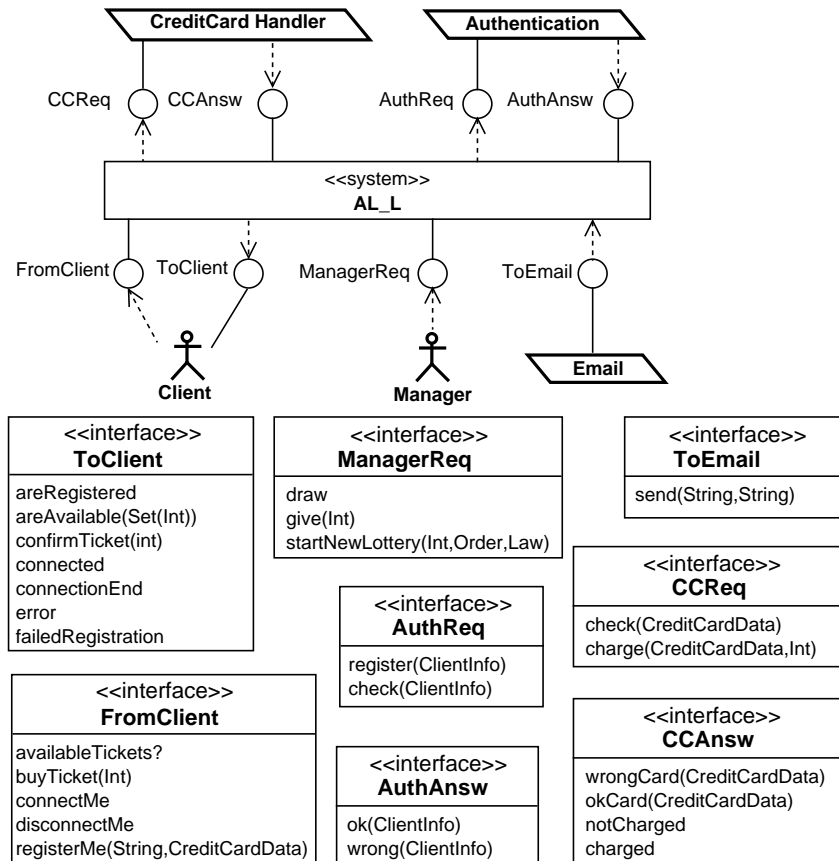 CreditCard Handler
Authentication
CCReq
CCAnsw
AuthReq
AuthAnsw
<<system>>
AL_L
FromClient
ToClient
ManagerReq
ToEmail
Client
Manager
Email
<<interface>>
ToClient
areRegistered
areAvailable(Set(Int))
confirmTicket(int)
connected
connectionEnd
error
failedRegistration
<<interface>>
ManagerReq
draw
give(Int)
startNewLottery(Int,Order,Law)
<<interface>>
ToEmail
send(String,String)
<<interface>>
AuthReq
register(ClientInfo)
check(ClientInfo)
<<interface>>
CCReq
check(CreditCardData)
charge(CreditCardData,Int)
<<interface>>
FromClient
availableTickets?
buyTicket(Int)
connectMe
disconnectMe
registerMe(String,CreditCardData)
<<interface>>
AuthAnsw
ok(ClientInfo)
wrong(ClientInfo)
<<interface>>
CCAnsw
wrongCard(CreditCardData)
okCard(CreditCardData)
notCharged
charged